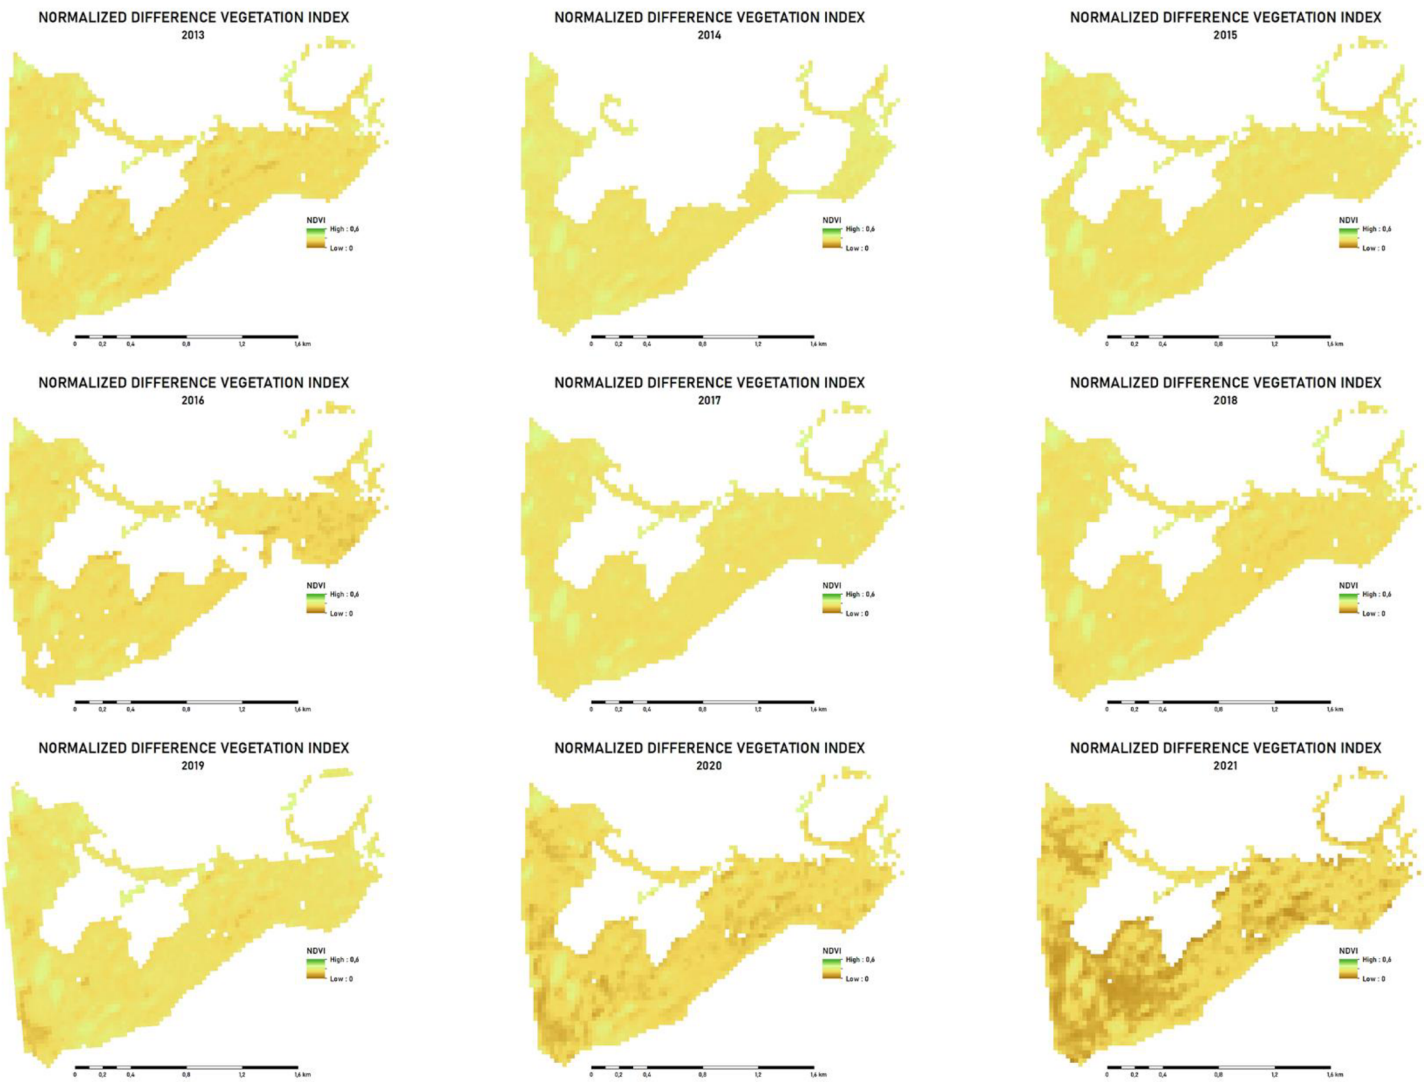 NORMALIZED DIFFERENCE VEGETATION INDEX
2013
NDVI
High : 0,6
Low : 0
0 0,2 0,4 0,8 1,2 1,6 km
NORMALIZED DIFFERENCE VEGETATION INDEX
2014
NDVI
High : 0,6
Low : 0
0 0,2 0,4 0,8 1,2 1,6 km
NORMALIZED DIFFERENCE VEGETATION INDEX
2015
NDVI
High : 0,6
Low : 0
0 0,2 0,4 0,8 1,2 1,6 km
NORMALIZED DIFFERENCE VEGETATION INDEX
2016
NDVI
High : 0,6
Low : 0
0 0,2 0,4 0,8 1,2 1,6 km
NORMALIZED DIFFERENCE VEGETATION INDEX
2017
NDVI
High : 0,6
Low : 0
0 0,2 0,4 0,8 1,2 1,6 km
NORMALIZED DIFFERENCE VEGETATION INDEX
2018
NDVI
High : 0,6
Low : 0
0 0,2 0,4 0,8 1,2 1,6 km
NORMALIZED DIFFERENCE VEGETATION INDEX
2019
NDVI
High : 0,6
Low : 0
0 0,2 0,4 0,8 1,2 1,6 km
NORMALIZED DIFFERENCE VEGETATION INDEX
2020
NDVI
High : 0,6
Low : 0
0 0,2 0,4 0,8 1,2 1,6 km
NORMALIZED DIFFERENCE VEGETATION INDEX
2021
NDVI
High : 0,6
Low : 0
0 0,2 0,4 0,8 1,2 1,6 km